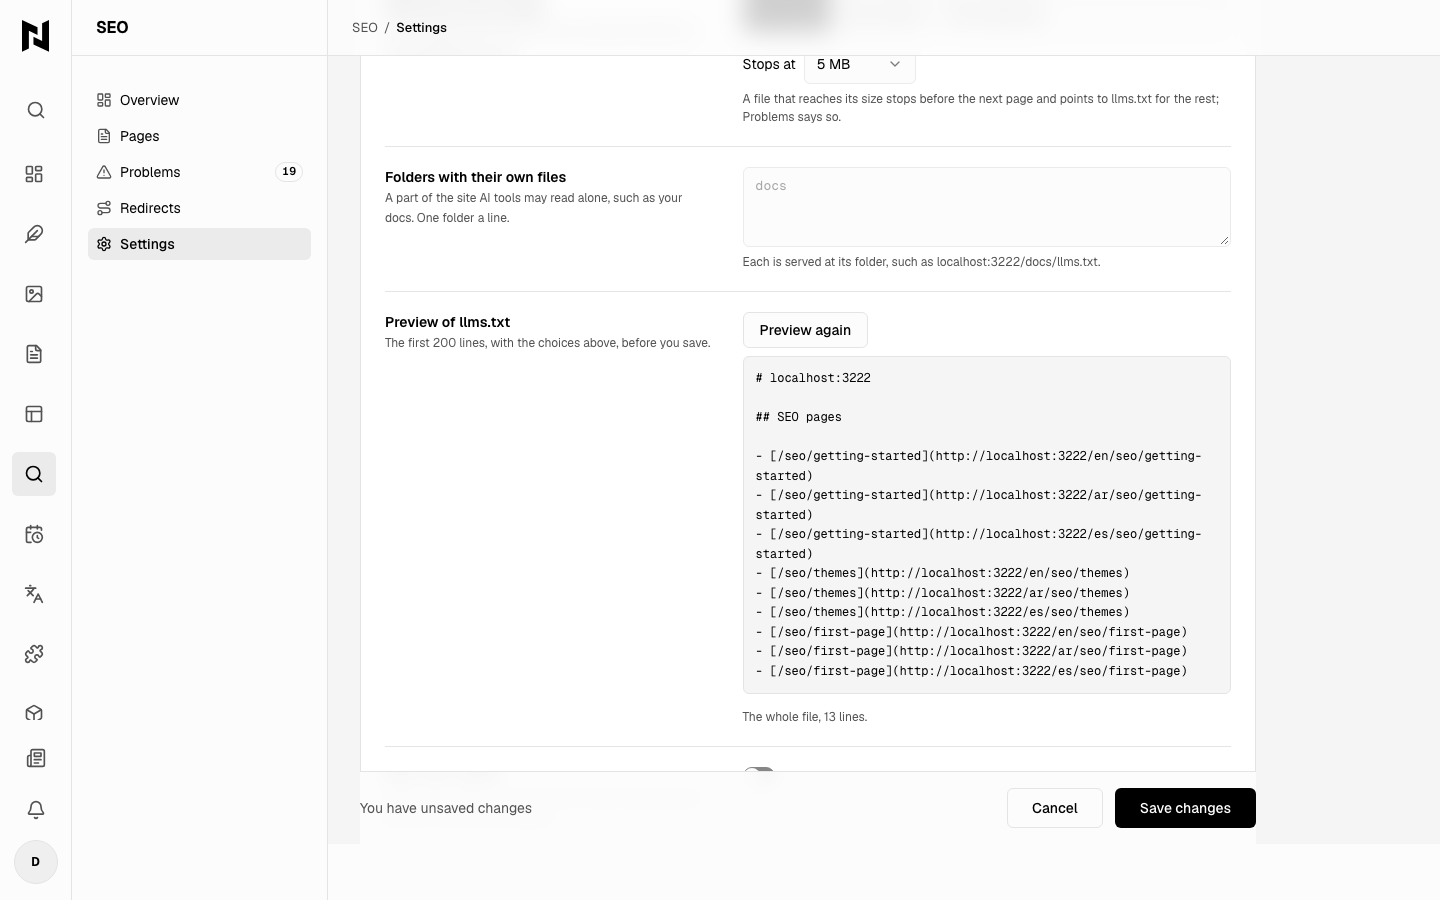 SEO
SEO / Settings
Overview
Pages
Problems
19
Redirects
Settings
Stops at
5 MB
A file that reaches its size stops before the next page and points to llms.txt for the rest;
Problems says so.
Folders with their own files
A part of the site AI tools may read alone, such as your
docs. One folder a line.
docs
Each is served at its folder, such as localhost:3222/docs/llms.txt.
Preview of llms.txt
The first 200 lines, with the choices above, before you save.
Preview again
# localhost:3222
## SEO pages
- [/seo/getting-started](http://localhost:3222/en/seo/getting-
started)
- [/seo/getting-started](http://localhost:3222/ar/seo/getting-
started)
- [/seo/getting-started](http://localhost:3222/es/seo/getting-
started)
- [/seo/themes](http://localhost:3222/en/seo/themes)
- [/seo/themes](http://localhost:3222/ar/seo/themes)
- [/seo/themes](http://localhost:3222/es/seo/themes)
- [/seo/first-page](http://localhost:3222/en/seo/first-page)
- [/seo/first-page](http://localhost:3222/ar/seo/first-page)
- [/seo/first-page](http://localhost:3222/es/seo/first-page)
The whole file, 13 lines.
You have unsaved changes
Cancel
Save changes
D